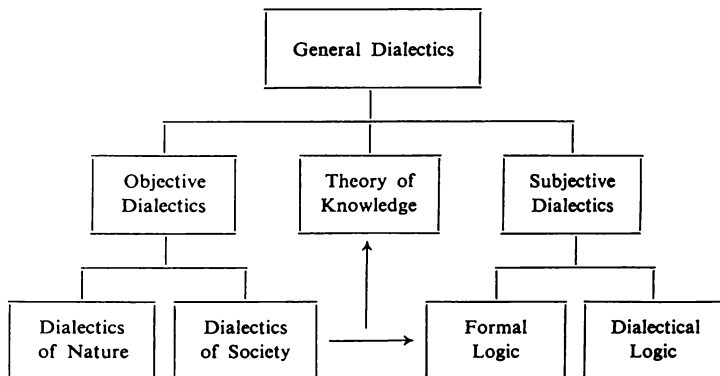 General Dialectics
Objective
Dialectics
Theory of
Knowledge
Subjective
Dialectics
Dialectics
of Nature
Dialectics
of Society
Formal
Logic
Dialectical
Logic